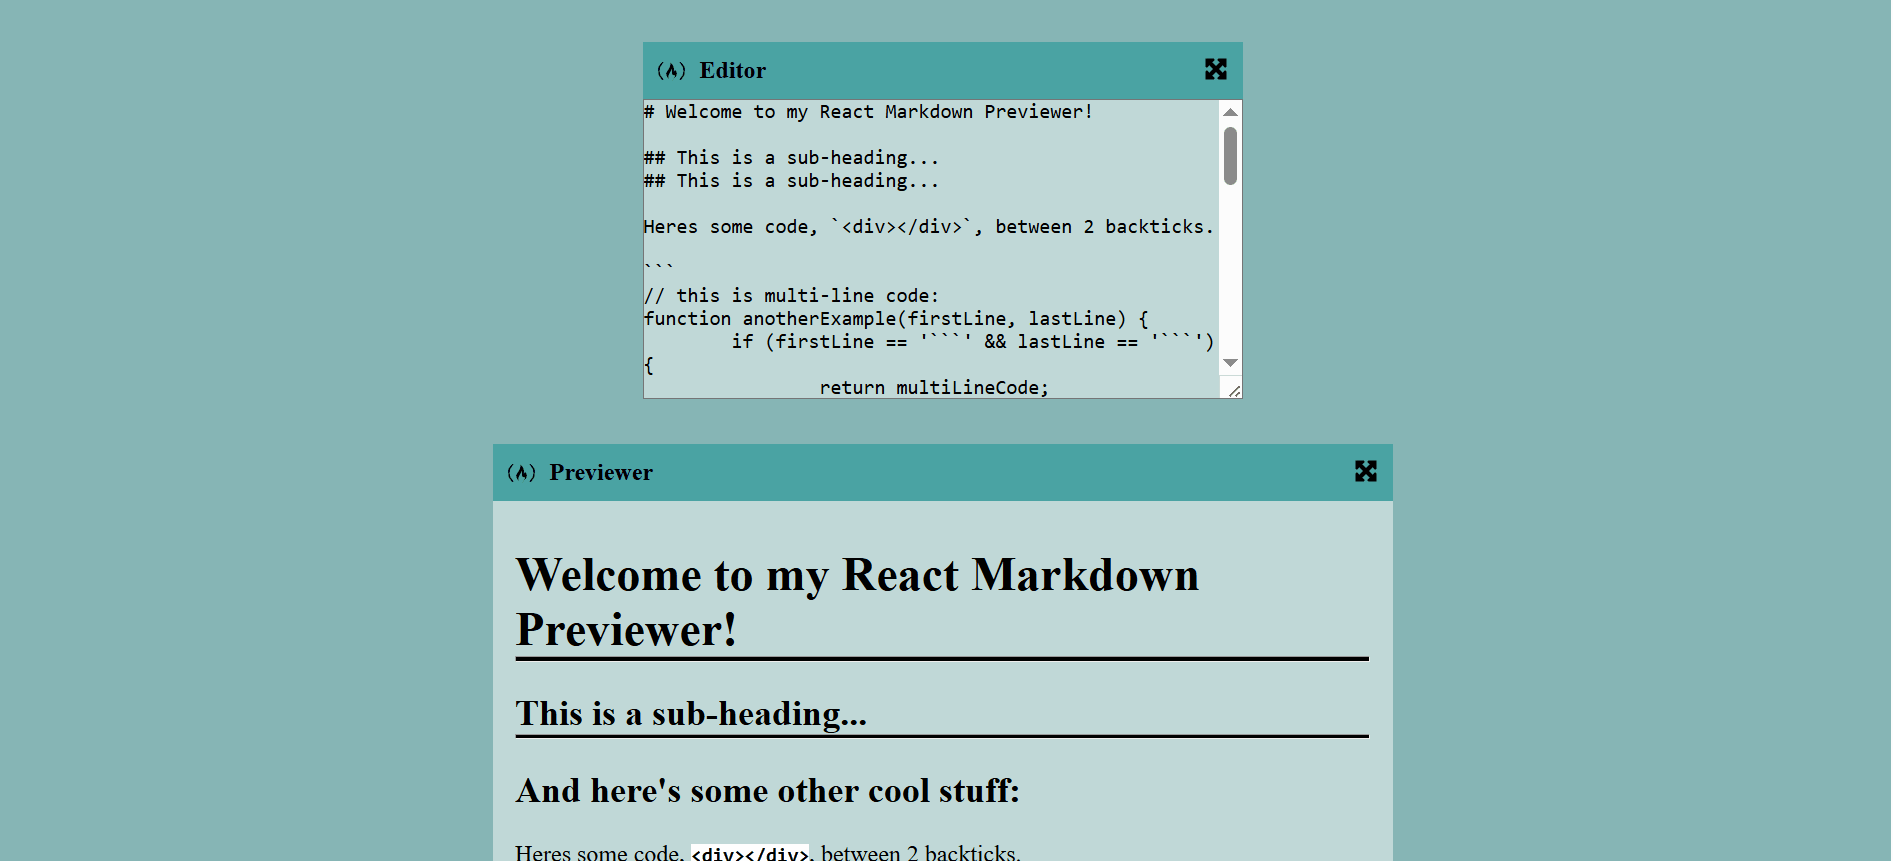 Editor
# Welcome to my React Markdown Previewer!
## This is a sub-heading...
## This is a sub-heading...
Heres some code, `<div></div>`, between 2 backticks.
```
// this is multi-line code:
function anotherExample(firstLine, lastLine) {
if (firstLine == '```' && lastLine == '```')
{
return multiLineCode;
Previewer
Welcome to my React Markdown
Previewer!
This is a sub-heading...
And here's some other cool stuff:
Heres some code, <div></div>, between 2 backticks.